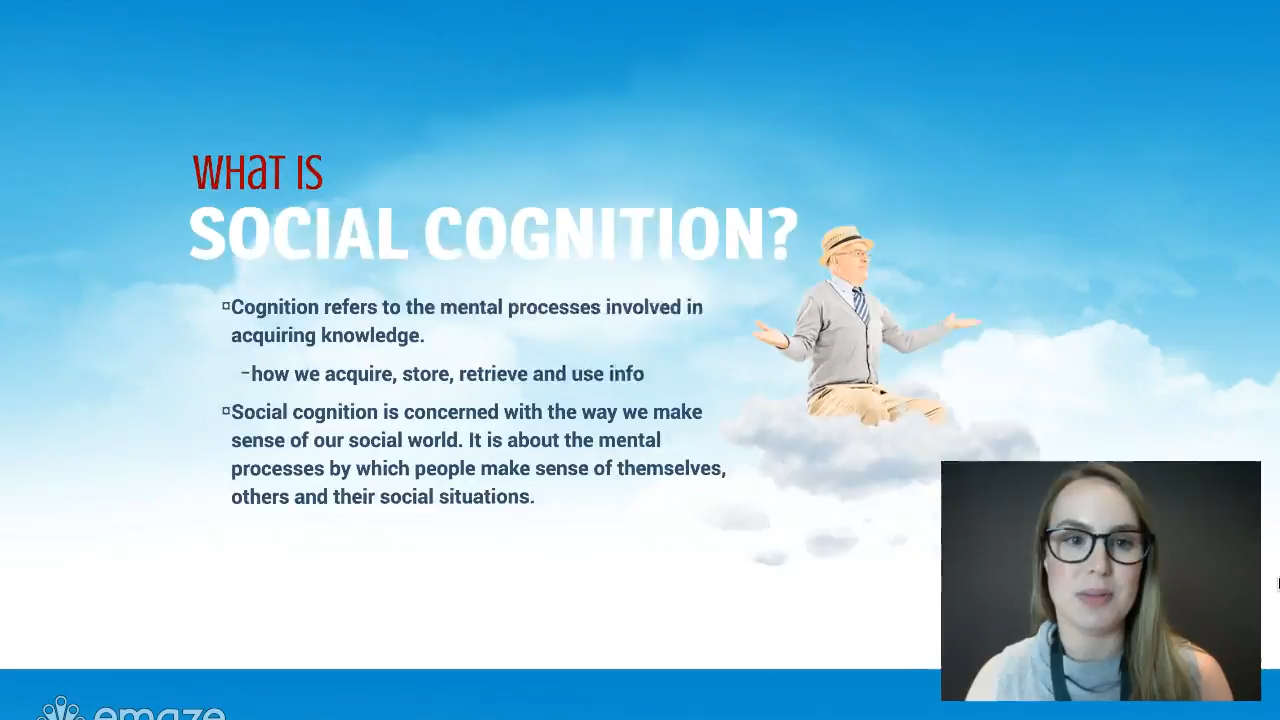 WHaT IS
SOCIAL COGNITION?
¤Cognition refers to the mental processes involved in
acquiring knowledge.
–how we acquire, store, retrieve and use info
¤Social cognition is concerned with the way we make
sense of our social world. It is about the mental
processes by which people make sense of themselves,
others and their social situations.
emaze